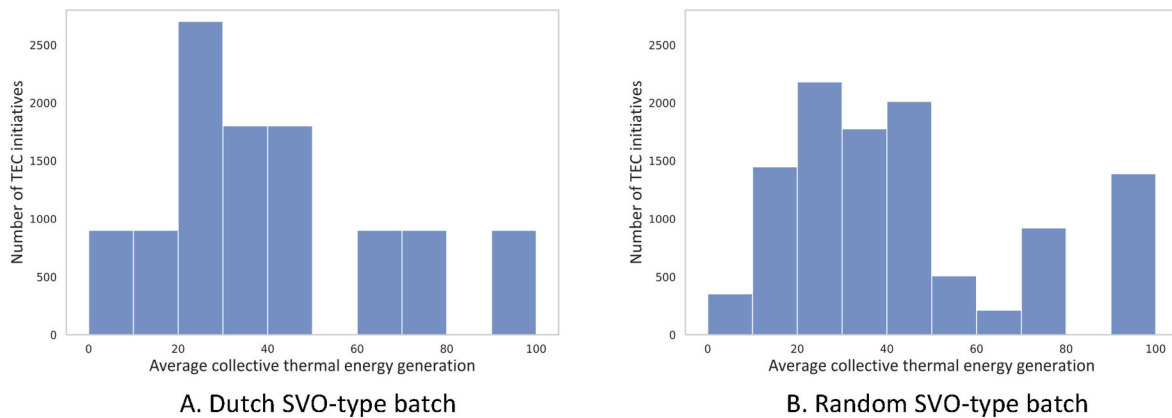 2500
2000
1500
1000
500
0
Number of TEC initiatives
0 20 40 60 80 100
Average collective thermal energy generation
A. Dutch SVO-type batch
2500
2000
1500
1000
500
0
Number of TEC initiatives
0 20 40 60 80 100
Average collective thermal energy generation
B. Random SVO-type batch